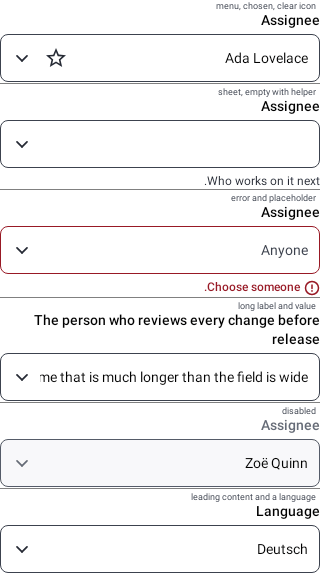 menu, chosen, clear icon
Assignee
Ada Lovelace
sheet, empty with helper
Assignee
.Who works on it next
error and placeholder
Assignee
Anyone
.Choose someone
long label and value
The person who reviews every change before
release
me that is much longer than the field is wide
disabled
Assignee
Zoë Quinn
leading content and a language
Language
Deutsch